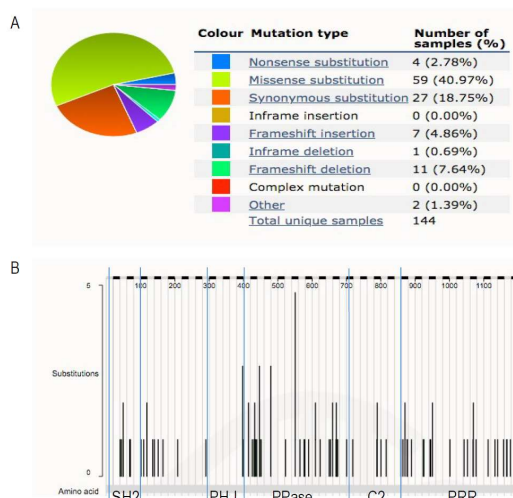 A
Colour Mutation type Number of samples (%)
Nonsense substitution 4 (2.78%)
Missense substitution 59 (40.97%)
Synonymous substitution 27 (18.75%)
Inframe insertion 0 (0.00%)
Frameshift insertion 7 (4.86%)
Inframe deletion 1 (0.69%)
Frameshift deletion 11 (7.64%)
Complex mutation 0 (0.00%)
Other 2 (1.39%)
Total unique samples 144
B
5
100 200 300 400 500 600 700 800 900 1000 1100
Substitutions
0
Amino acid SH2 PPase C2 PPP